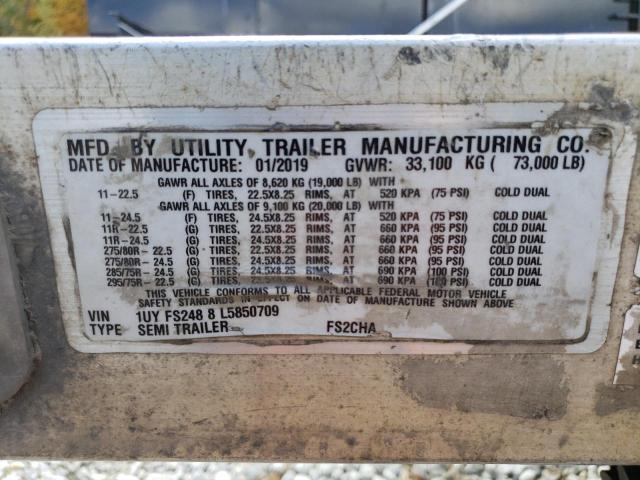 MFD. BY UTILITY TRAILER MANUFACTURING CO.
DATE OF MANUFACTURE: 01/2019 GVWR: 33,100 KG ( 73,000 LB)
GAWR ALL AXLES OF 8,620 KG (19,000 LB) WITH
11-22.5 (F) TIRES, 22.5X8.25 RIMS, AT 520 KPA (75 PSI) COLD DUAL
GAWR ALL AXLES OF 9,100 KG (20,000 LB) WITH
11-24.5 (F) TIRES, 24.5X8.25 RIMS, AT 520 KPA (75 PSI) COLD DUAL
11R-22.5 (G) TIRES, 22.5X8.25 RIMS, AT 660 KPA (95 PSI) COLD DUAL
11R-24.5 (G) TIRES, 24.5X8.25 RIMS, AT 660 KPA (95 PSI) COLD DUAL
275/80R-22.5 (G) TIRES, 22.5X8.25 RIMS, AT 660 KPA (95 PSI) COLD DUAL
275/80R-24.5 (G) TIRES, 24.5X8.25 RIMS, AT 660 KPA (95 PSI) COLD DUAL
285/75R-24.5 (G) TIRES, 24.5X8.25 RIMS, AT 690 KPA (100 PSI) COLD DUAL
295/75R-22.5 (G) TIRES, 22.5X8.25 RIMS, AT 690 KPA (100 PSI) COLD DUAL
THIS VEHICLE CONFORMS TO ALL APPLICABLE FEDERAL MOTOR VEHICLE
SAFETY STANDARDS IN EFFECT ON DATE OF MANUFACTURE SHOWN ABOVE
VIN 1UY FS248 8 L5850709
TYPE SEMI TRAILER FS2CHA